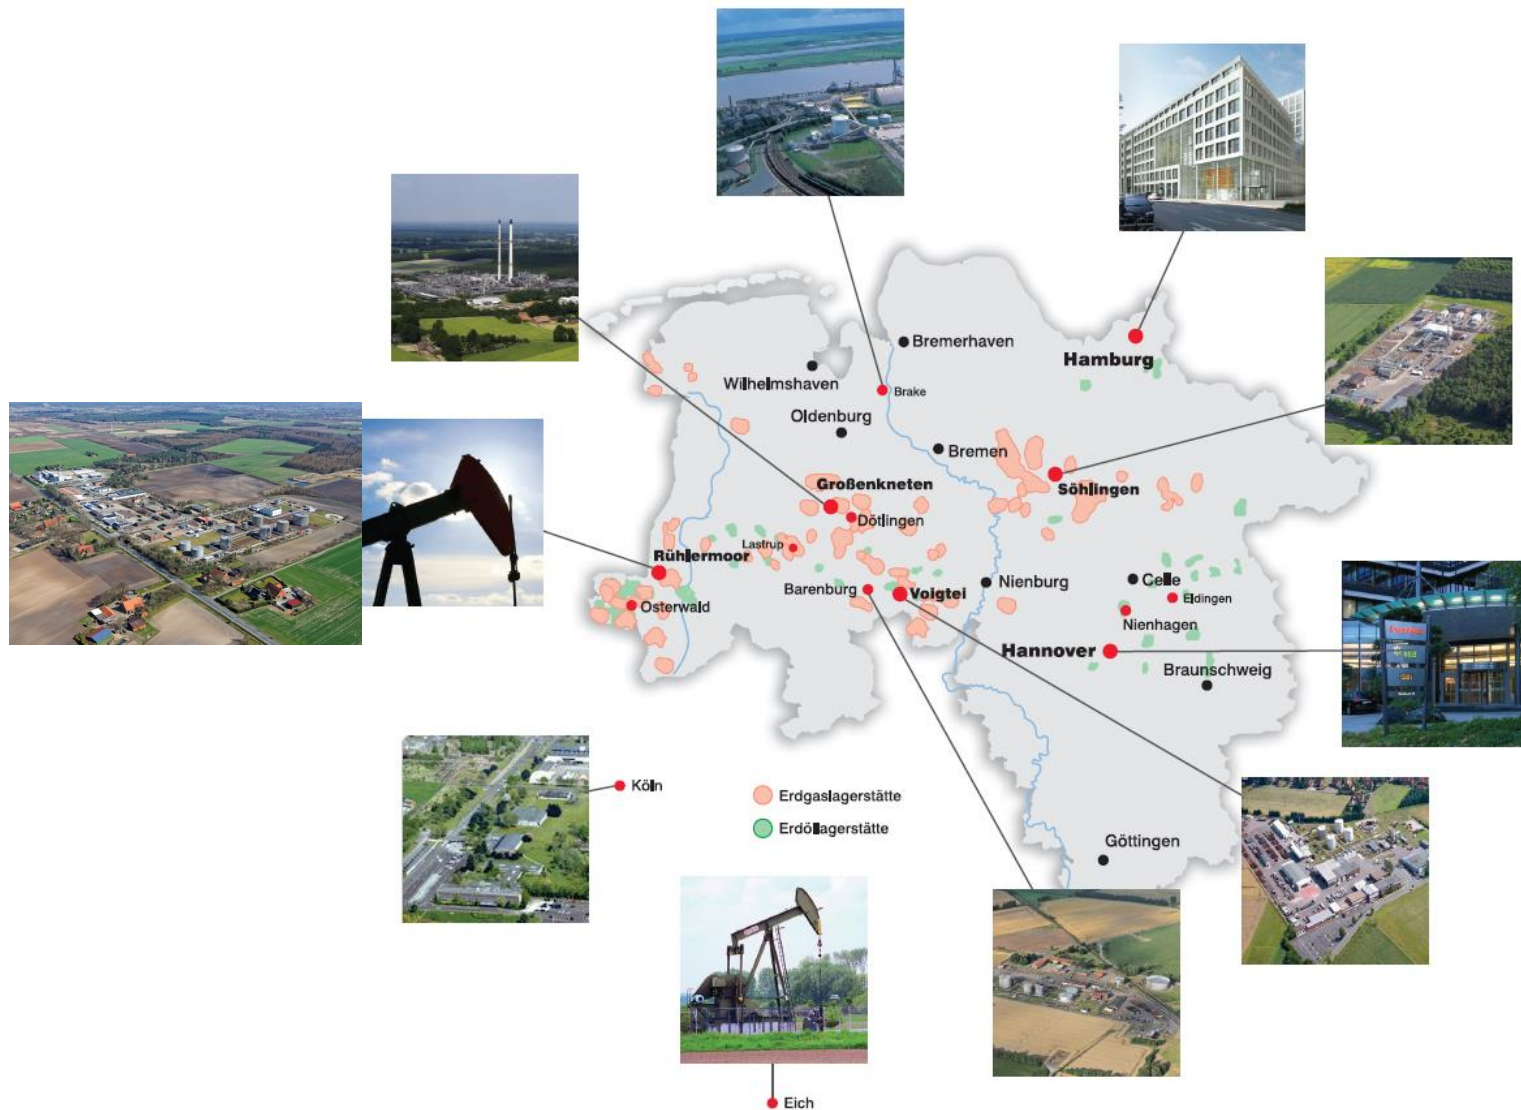 Bremerhaven
Hamburg
Wilhelmshaven
Brake
Oldenburg
Bremen
Großenkneten
Söhlingen
Dötlingen
Lastrup
Rühlermoor
Celle
Nienburg
Barenburg
Voigtei
Eldingen
Osterwald
Nienhagen
Hannover
Braunschweig
Köln
Erdgaslagerstätte
Erdöllagerstätte
Göttingen
Eich